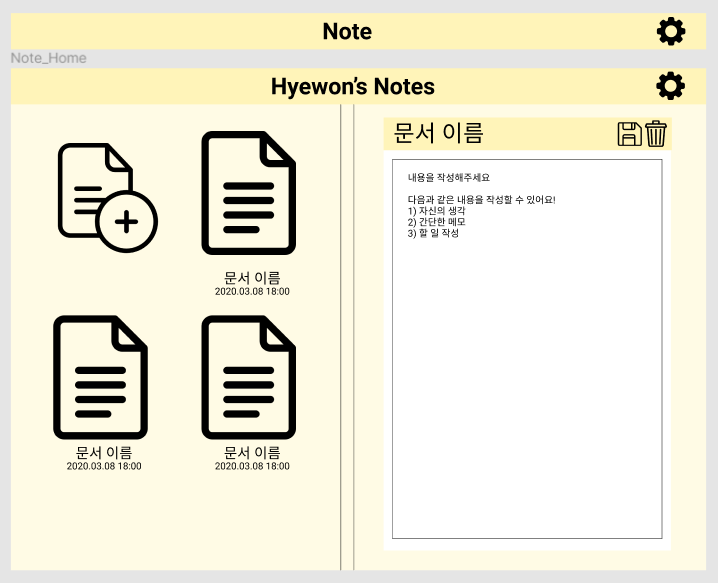 Note
Note_Home
Hyewon’s Notes
문서 이름
2020.03.08 18:00
문서 이름
2020.03.08 18:00
문서 이름
2020.03.08 18:00
문서 이름
내용을 작성해주세요
다음과 같은 내용을 작성할 수 있어요!
1) 자신의 생각
2) 간단한 메모
3) 할 일 작성